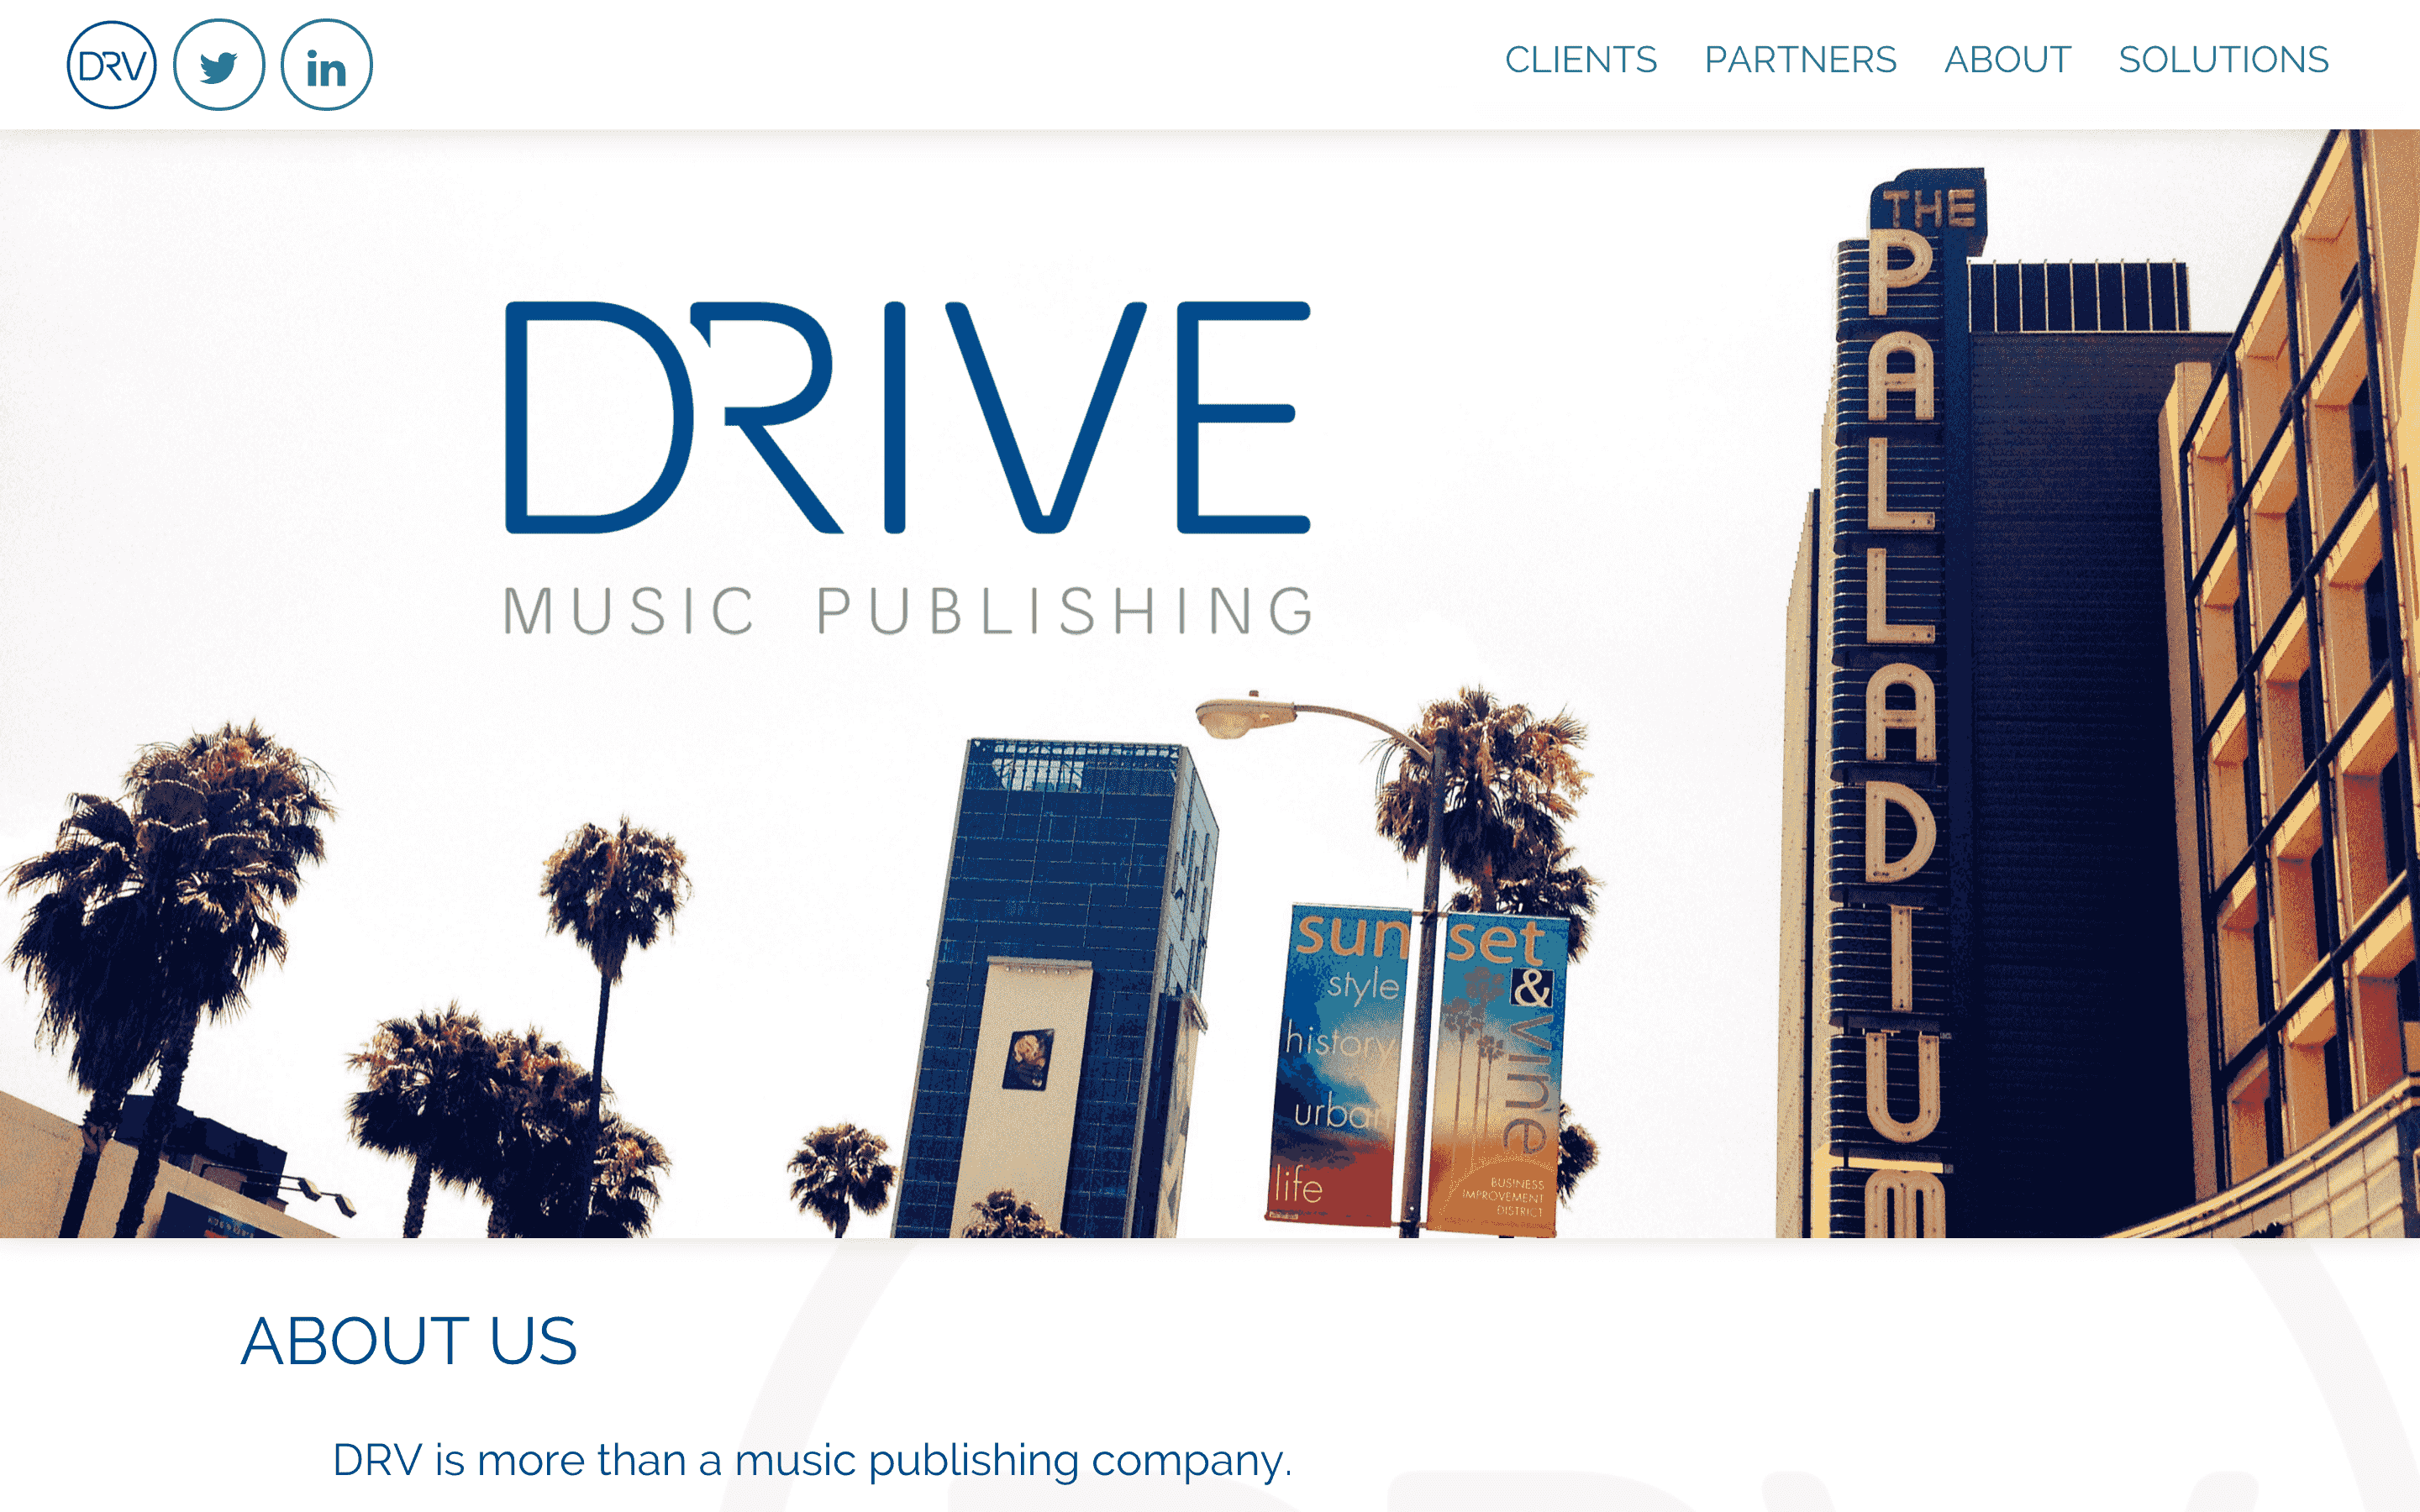 DRV
in
CLIENTS PARTNERS ABOUT SOLUTIONS
DRIVE
MUSIC PUBLISHING
THE
PALLADIUM
sunset
&
vine
style
history
urban
life
BUSINESS
IMPROVEMENT
DISTRICT
ABOUT US
DRV is more than a music publishing company.